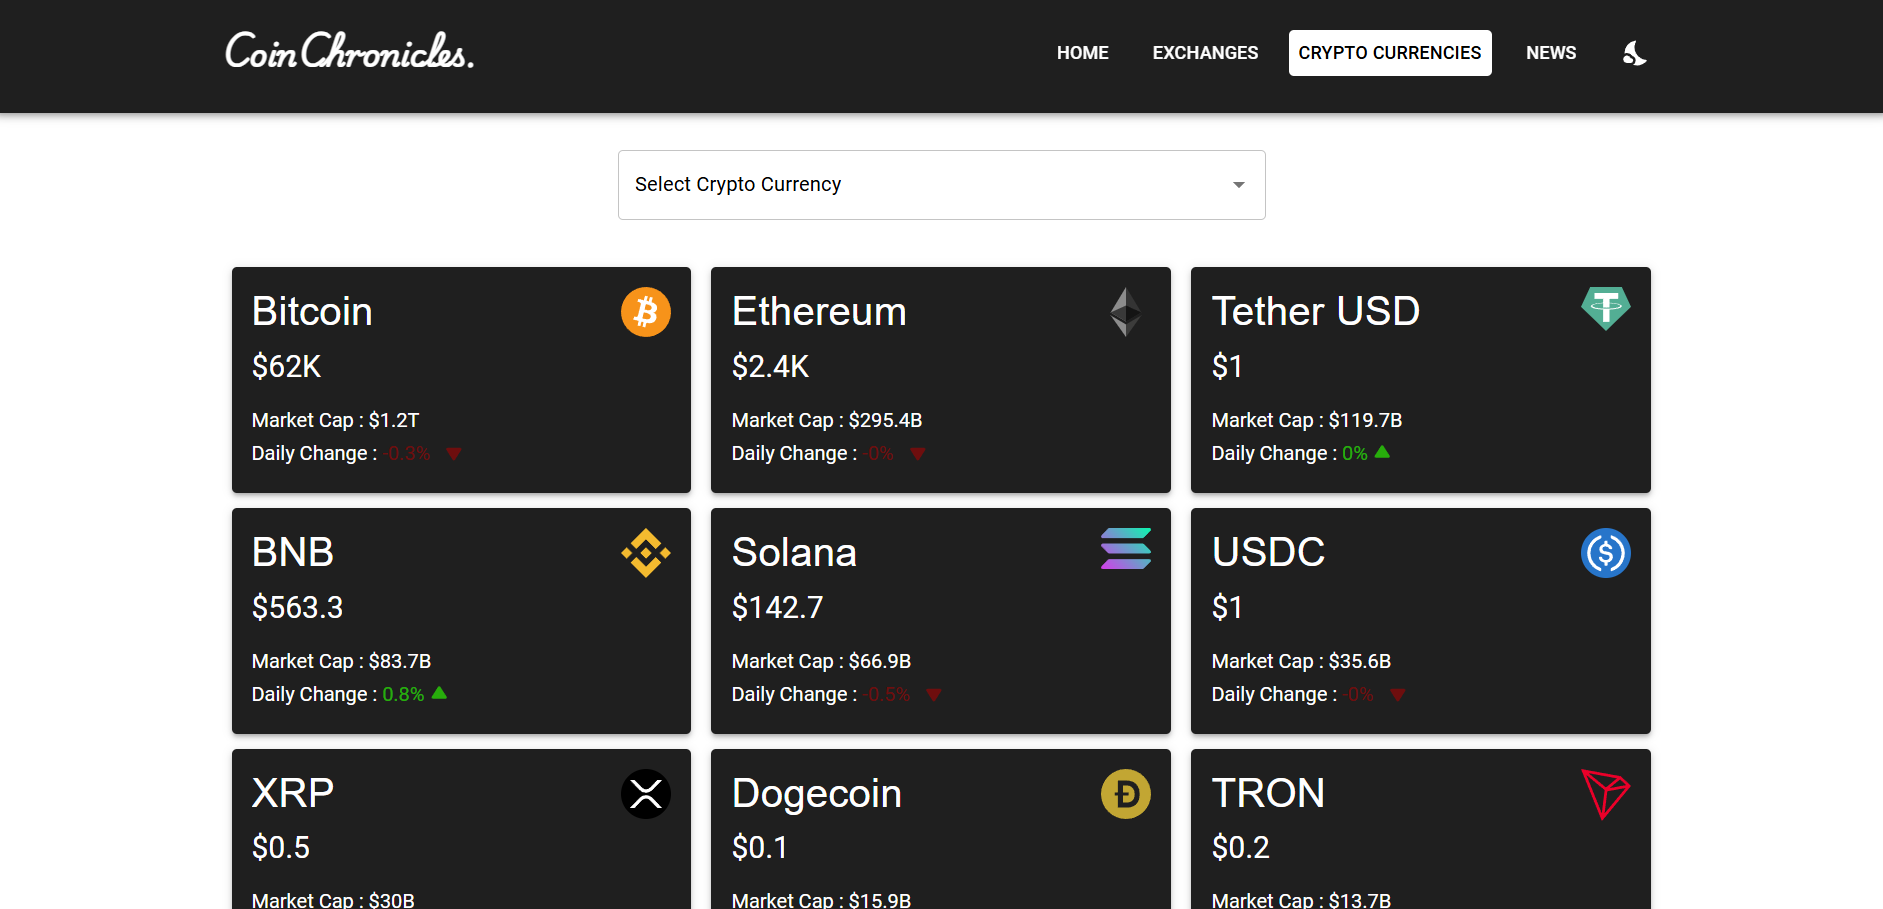 Coin Chronicles.
HOME EXCHANGES CRYPTO CURRENCIES NEWS
Select Crypto Currency
Bitcoin
$62K
Market Cap : $1.2T
Daily Change : -0.3%
Ethereum
$2.4K
Market Cap : $295.4B
Daily Change : -0%
Tether USD
$1
Market Cap : $119.7B
Daily Change : 0%
BNB
$563.3
Market Cap : $83.7B
Daily Change : 0.8%
Solana
$142.7
Market Cap : $66.9B
Daily Change : -0.5%
USDC
$1
Market Cap : $35.6B
Daily Change : -0%
XRP
$0.5
Market Cap : $30B
Dogecoin
$0.1
Market Cap : $15.9B
TRON
$0.2
Market Cap : $13.7B